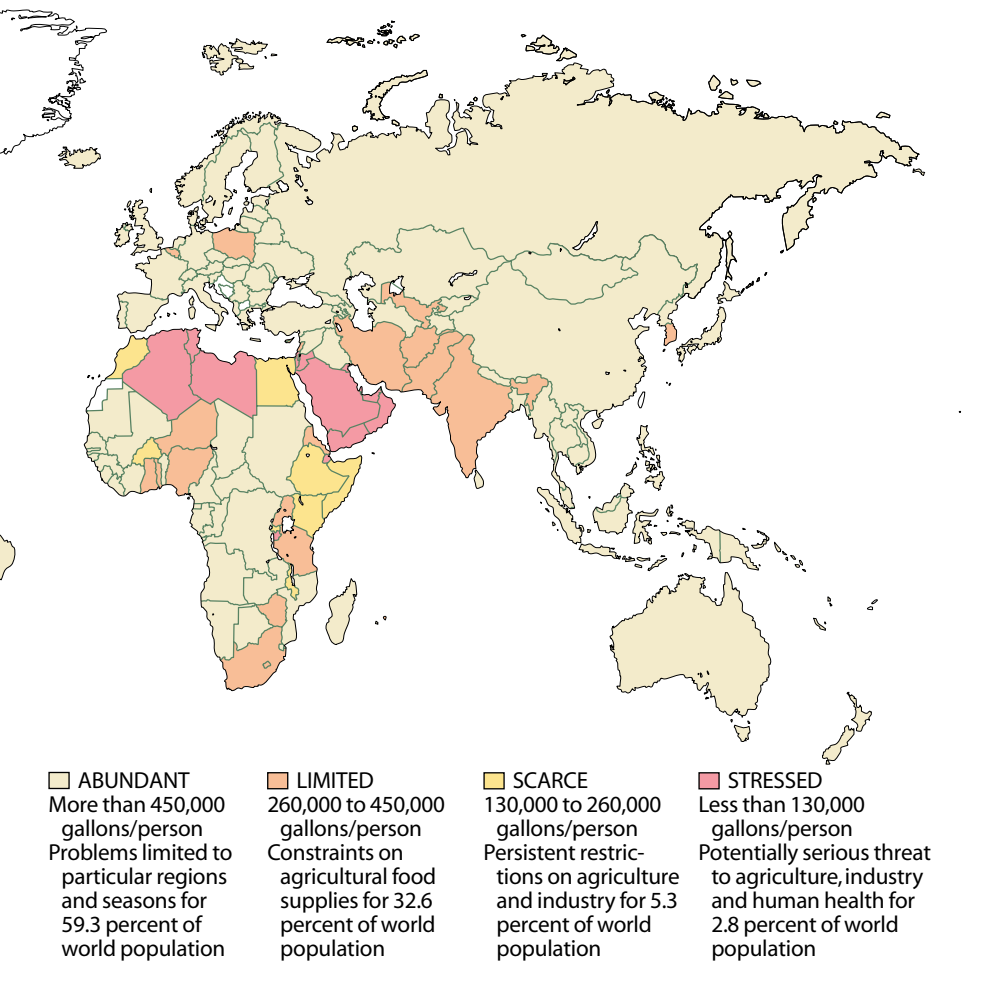 ABUNDANT
More than 450,000
gallons/person
Problems limited to
particular regions
and seasons for
59.3 percent of
world population
LIMITED
260,000 to 450,000
gallons/person
Constraints on
agricultural food
supplies for 32.6
percent of world
population
SCARCE
130,000 to 260,000
gallons/person
Persistent restric-
tions on agriculture
and industry for 5.3
percent of world
population
STRESSED
Less than 130,000
gallons/person
Potentially serious threat
to agriculture, industry
and human health for
2.8 percent of world
population